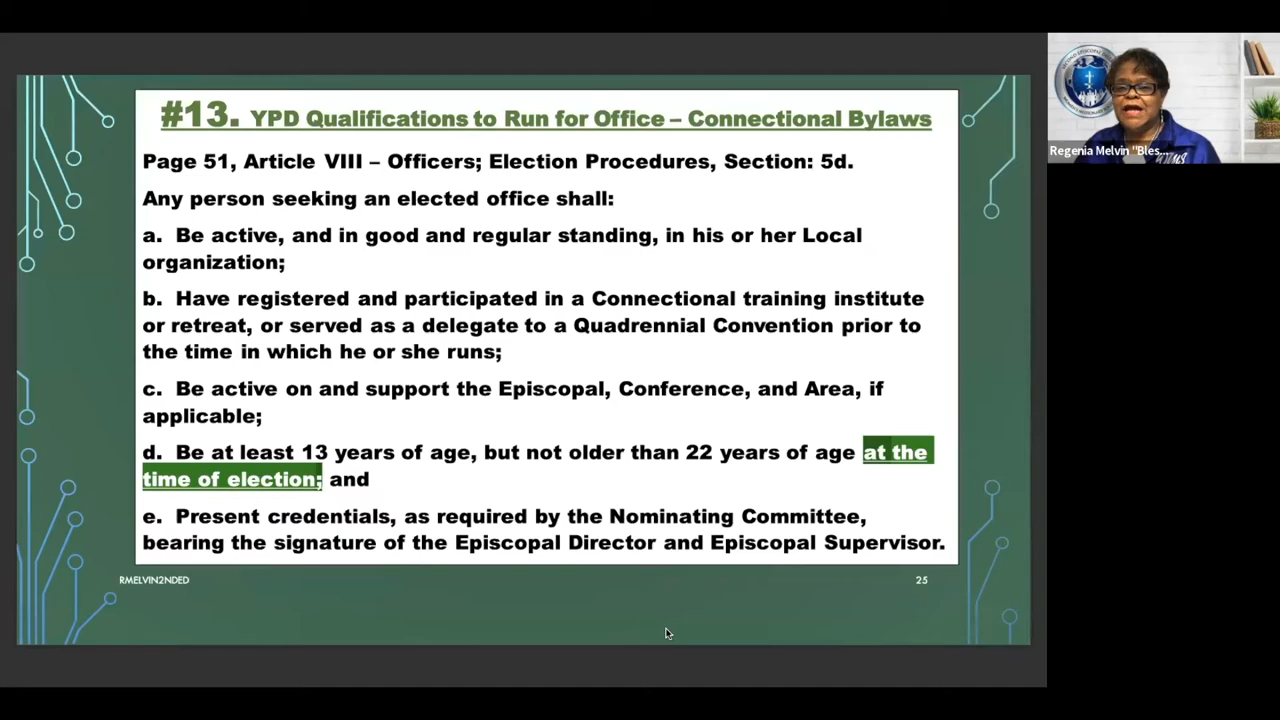 #13. YPD Qualifications to Run for Office – Connectional Bylaws
Page 51, Article VIII – Officers; Election Procedures, Section: 5d.
Any person seeking an elected office shall:
a. Be active, and in good and regular standing, in his or her Local
organization;
b. Have registered and participated in a Connectional training institute
or retreat, or served as a delegate to a Quadrennial Convention prior to
the time in which he or she runs;
c. Be active on and support the Episcopal, Conference, and Area, if
applicable;
d. Be at least 13 years of age, but not older than 22 years of age at the
time of election; and
e. Present credentials, as required by the Nominating Committee,
bearing the signature of the Episcopal Director and Episcopal Supervisor.
RMELVIN2NDED
25
Regenia Melvin "Bles...